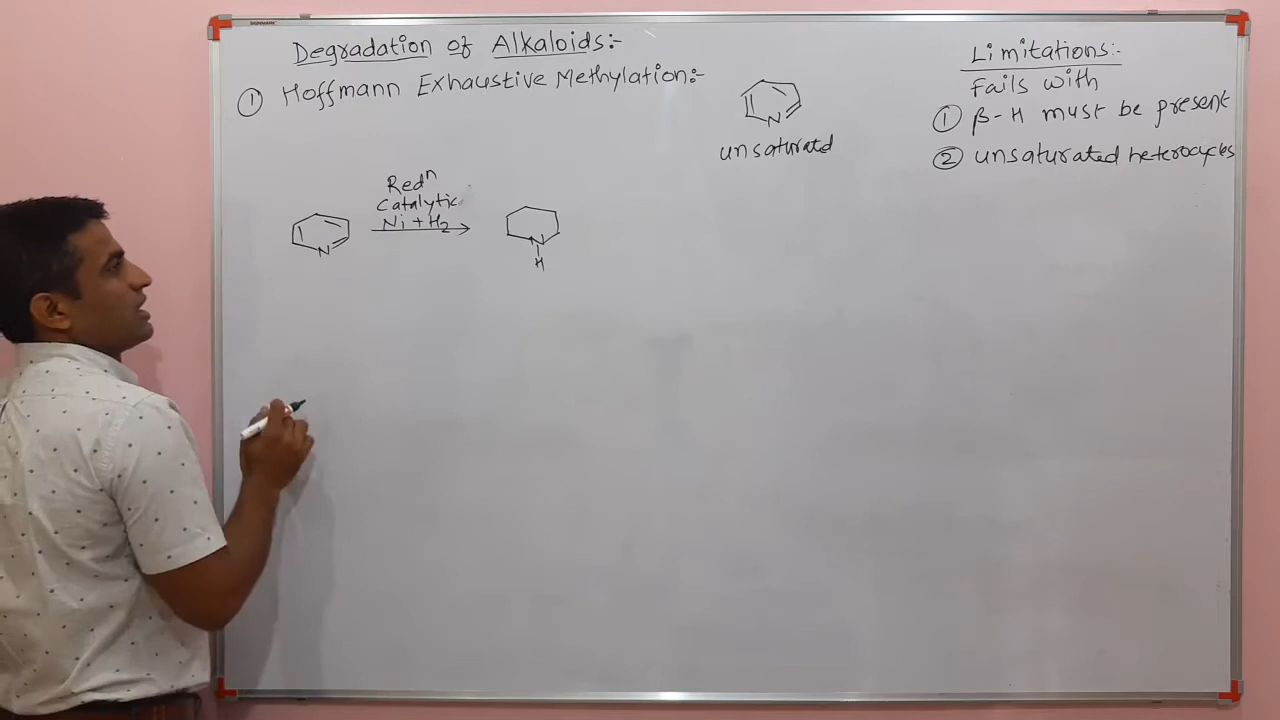 Degradation of Alkaloids:-
① Hoffmann Exhaustive Methylation:-
N
unsaturated
Limitations:-
Fails with
① β-H must be present
② unsaturated heterocycles
Redⁿ
Catalytic
Ni + H₂
N
N
H